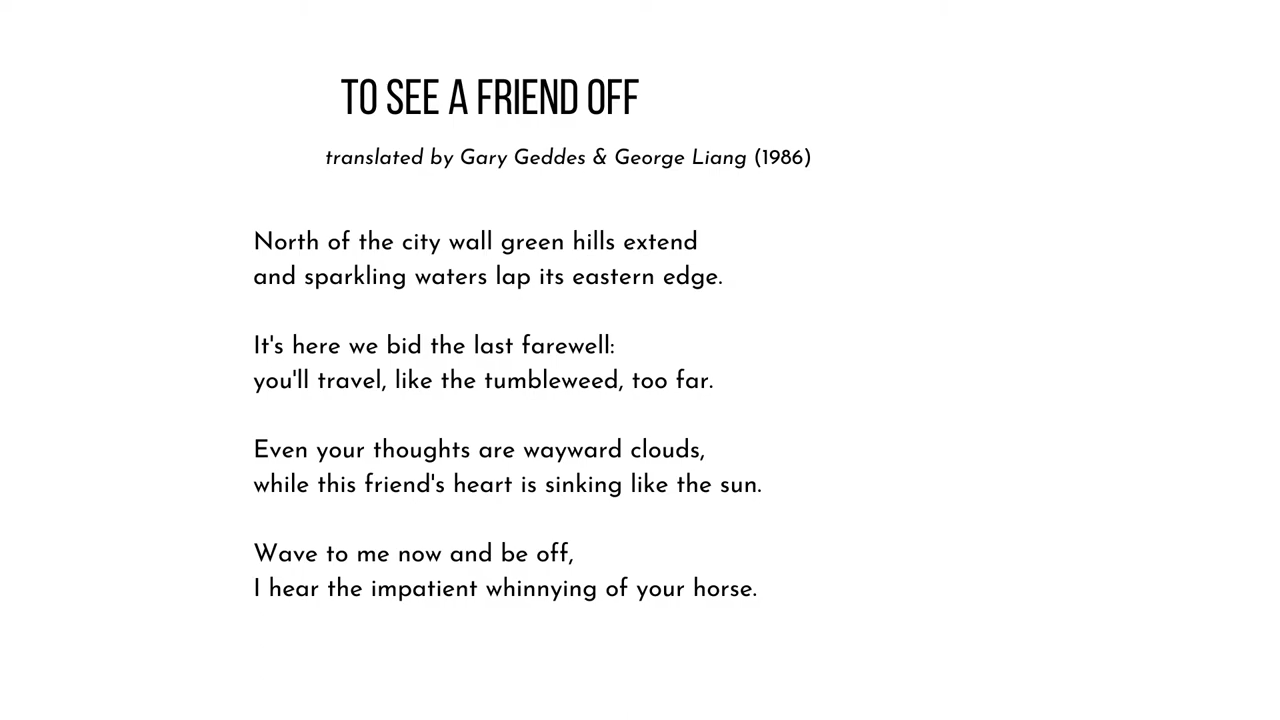 TO SEE A FRIEND OFF
translated by Gary Geddes & George Liang (1986)
North of the city wall green hills extend
and sparkling waters lap its eastern edge.
It's here we bid the last farewell:
you'll travel, like the tumbleweed, too far.
Even your thoughts are wayward clouds,
while this friend's heart is sinking like the sun.
Wave to me now and be off,
I hear the impatient whinnying of your horse.